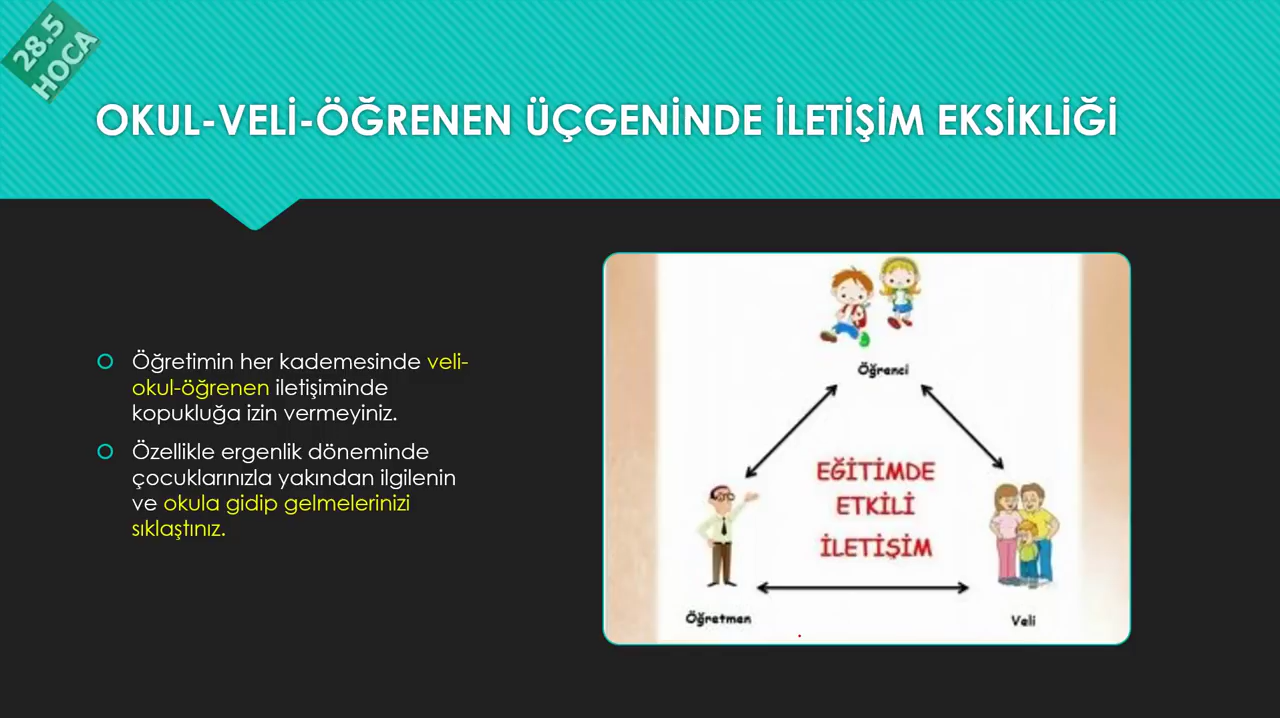 28.5
HOCA
OKUL-VELİ-ÖĞRENEN ÜÇGENİNDE İLETİŞİM EKSİKLİĞİ
Öğretimin her kademesinde veli-
okul-öğrenen iletişiminde
kopukluğa izin vermeyiniz.
Özellikle ergenlik döneminde
çocuklarınızla yakından ilgilenin
ve okula gidip gelmelerinizi
sıklaştınız.
Öğrenci
EĞİTİMDE
ETKİLİ
İLETİŞİM
Öğretmen
Veli